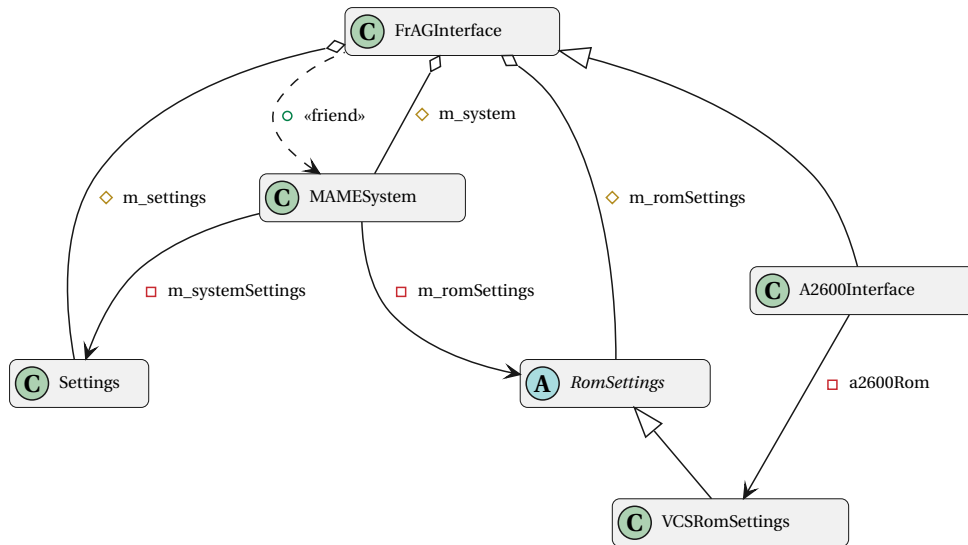 C FrAGInterface
«friend»
m_system
C MAMESystem
m_settings
m_romSettings
m_systemSettings
m_romSettings
C A2600Interface
C Settings
A RomSettings
a2600Rom
C VCSRomSettings